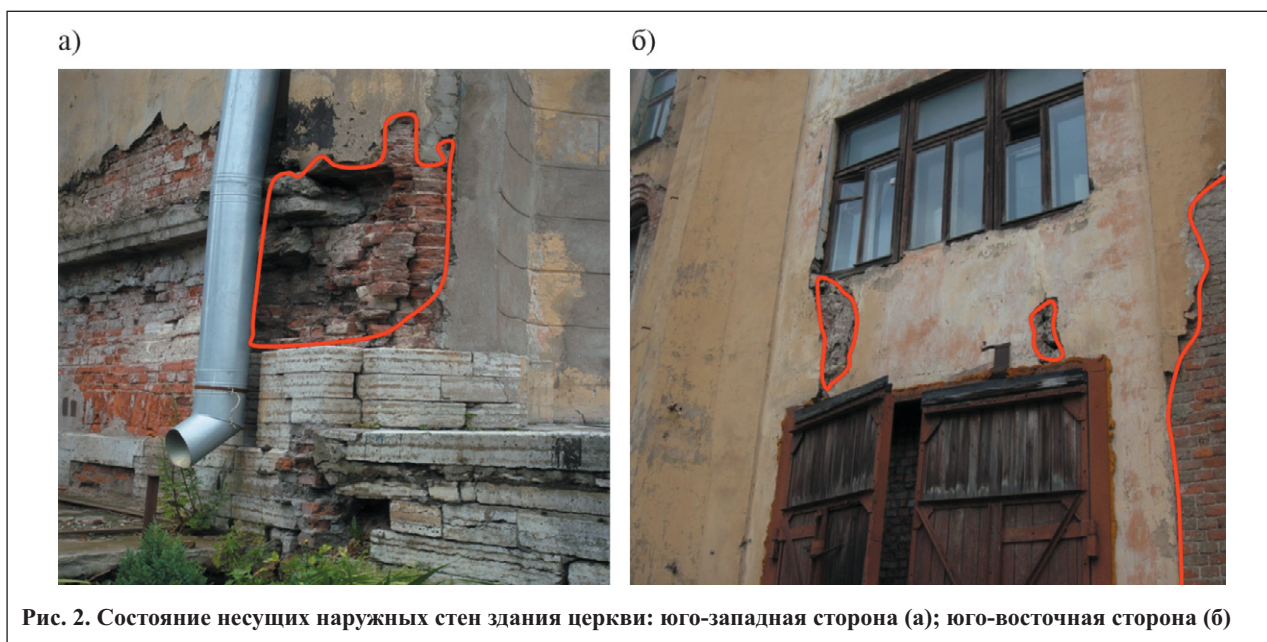 а)
б)
Рис. 2. Состояние несущих наружных стен здания церкви: юго-западная сторона (а); юго-восточная сторона (б)